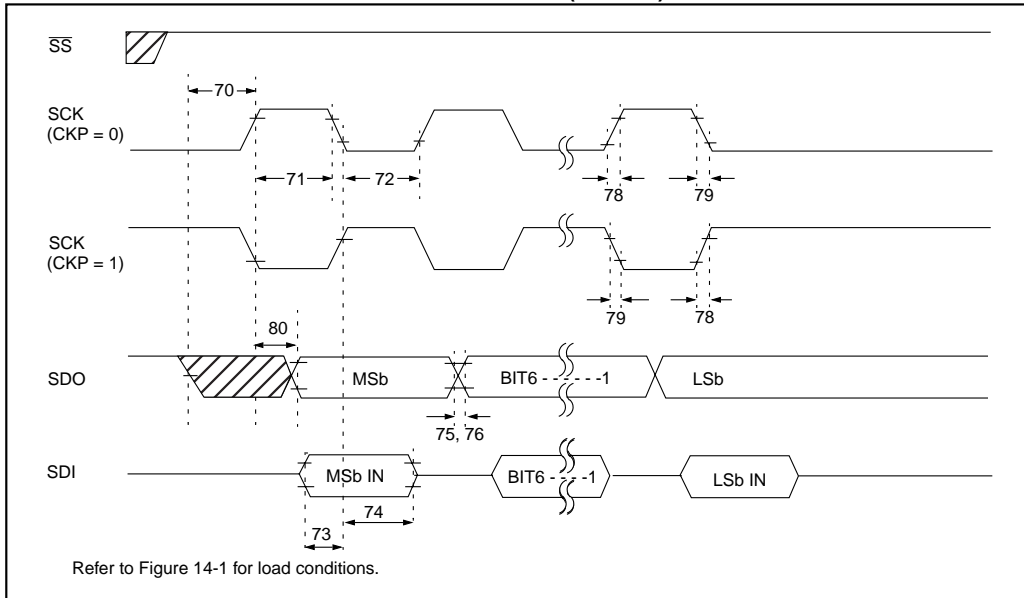 SS
70
SCK
(CKP = 0)
71
72
78
79
SCK
(CKP = 1)
79
78
80
SDO
MSb
BIT6 - - - - - -1
LSb
75, 76
SDI
MSb IN
BIT6 - - - -1
LSb IN
74
73
Refer to Figure 14-1 for load conditions.